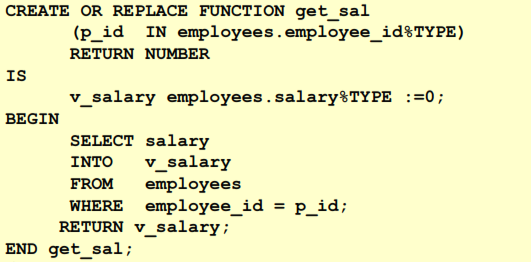 CREATE OR REPLACE FUNCTION get_sal
(p_id IN employees.employee_id%TYPE)
RETURN NUMBER
IS
v_salary employees.salary%TYPE :=0;
BEGIN
SELECT salary
INTO v_salary
FROM employees
WHERE employee_id = p_id;
RETURN v_salary;
END get_sal;